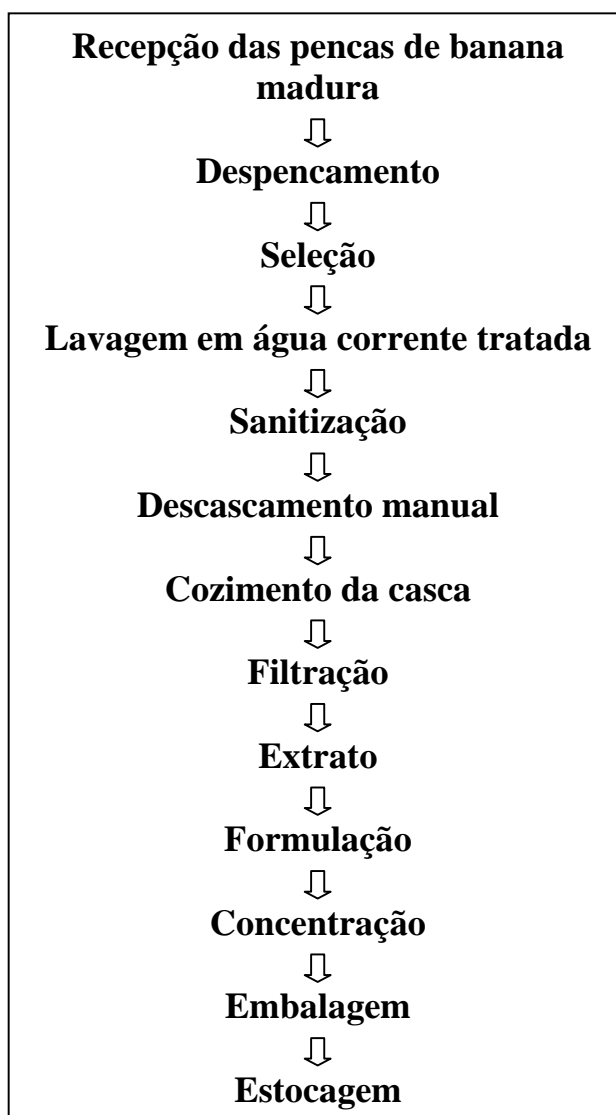 Recepção das pencas de banana
madura
Despencamento
Seleção
Lavagem em água corrente tratada
Sanitização
Descascamento manual
Cozimento da casca
Filtração
Extrato
Formulação
Concentração
Embalagem
Estocagem